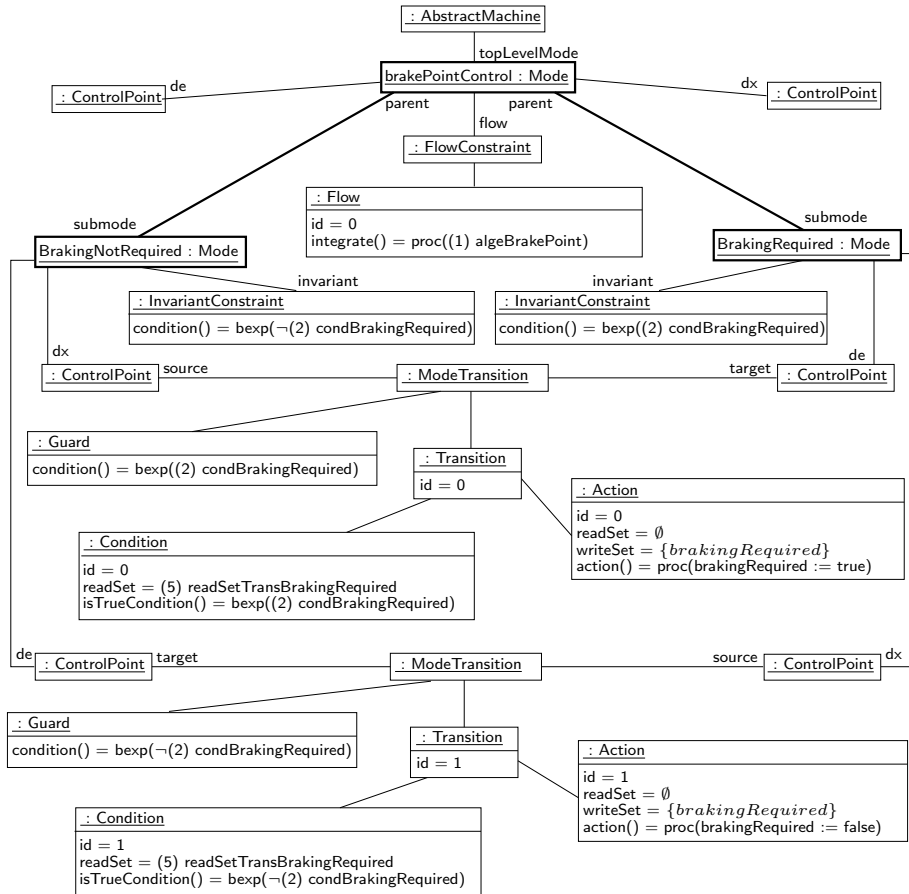 : AbstractMachine
topLevelMode
brakePointControl : Mode
de
dx
: ControlPoint
: ControlPoint
parent
parent
flow
: FlowConstraint
: Flow
id = 0
integrate() = proc((1) algeBrakePoint)
submode
submode
BrakingNotRequired : Mode
BrakingRequired : Mode
invariant
invariant
: InvariantConstraint
condition() = bexp(¬(2) condBrakingRequired)
: InvariantConstraint
condition() = bexp((2) condBrakingRequired)
dx
de
: ControlPoint
source
: ModeTransition
target
: ControlPoint
: Guard
condition() = bexp((2) condBrakingRequired)
: Transition
id = 0
: Action
id = 0
readSet = ∅
writeSet = {brakingRequired}
action() = proc(brakingRequired := true)
: Condition
id = 0
readSet = (5) readSetTransBrakingRequired
isTrueCondition() = bexp((2) condBrakingRequired)
de
: ControlPoint
target
: ModeTransition
source
: ControlPoint
dx
: Guard
condition() = bexp(¬(2) condBrakingRequired)
: Transition
id = 1
: Action
id = 1
readSet = ∅
writeSet = {brakingRequired}
action() = proc(brakingRequired := false)
: Condition
id = 1
readSet = (5) readSetTransBrakingRequired
isTrueCondition() = bexp(¬(2) condBrakingRequired)